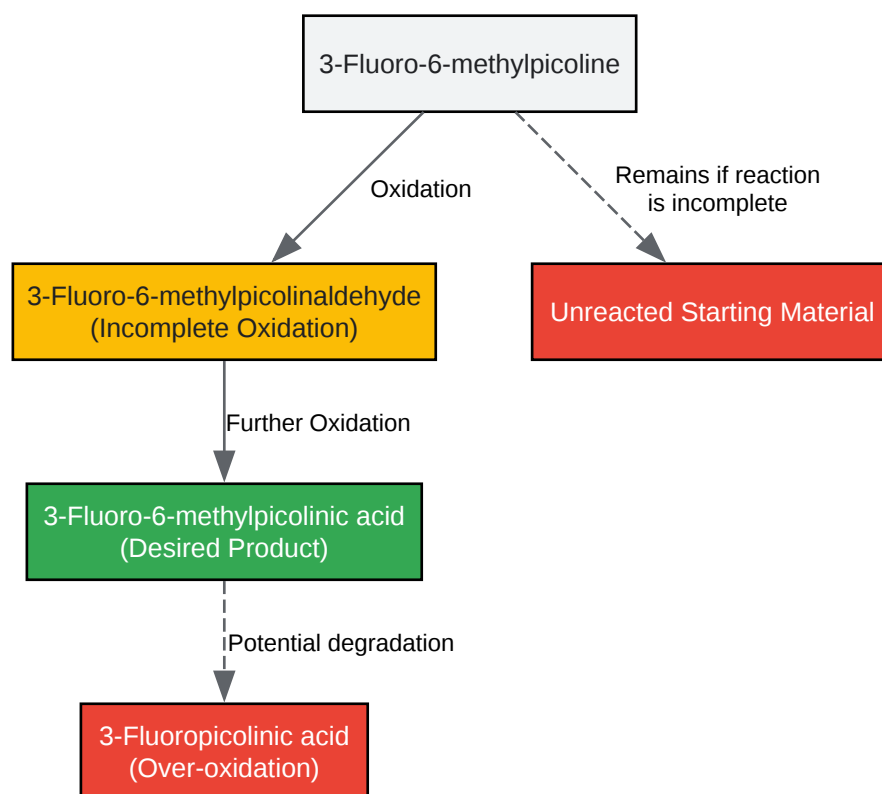 3-Fluoro-6-methylpicoline
Oxidation
Remains if reaction
is incomplete
3-Fluoro-6-methylpicolinaldehyde
(Incomplete Oxidation)
Unreacted Starting Material
Further Oxidation
3-Fluoro-6-methylpicolinic acid
(Desired Product)
Potential degradation
3-Fluoropicolinic acid
(Over-oxidation)